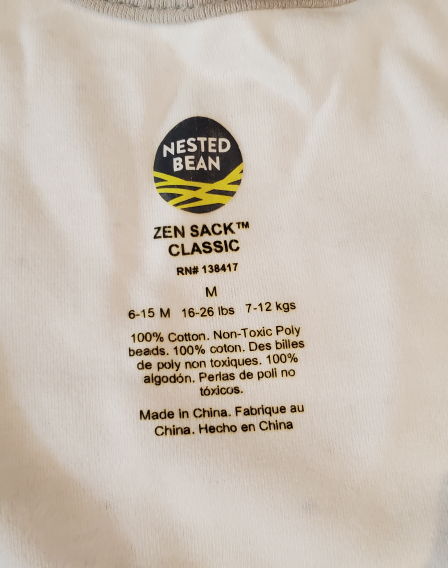 NESTED
BEAN
ZEN SACK™
CLASSIC
RN# 138417
M
6-15 M 16-26 lbs 7-12 kgs
100% Cotton. Non-Toxic Poly
beads. 100% coton. Des billes
de poly non toxiques. 100%
algodón. Perlas de poli no
tóxicos.
Made in China. Fabrique au
China. Hecho en China